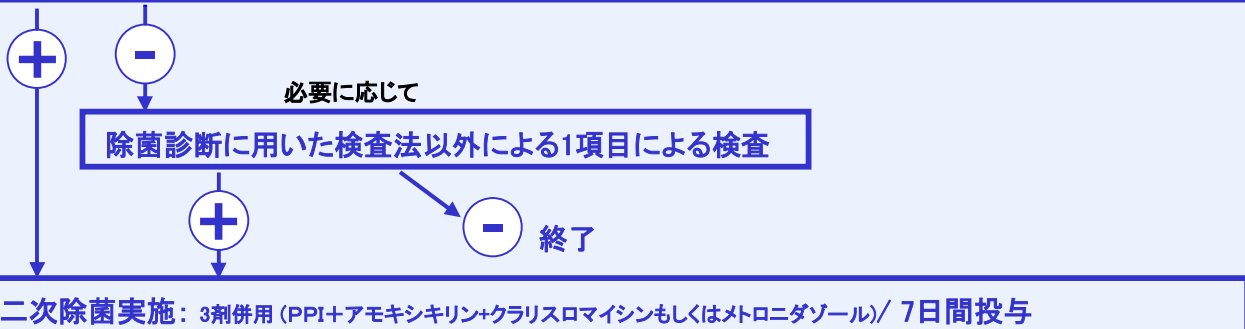 +
-
必要に応じて
除菌診断に用いた検査法以外による1項目による検査
+
-
終了
二次除菌実施: 3剤併用 (PPI+アモキシキリン+クラリスロマイシンもしくはメトロニダゾール)/ 7日間投与